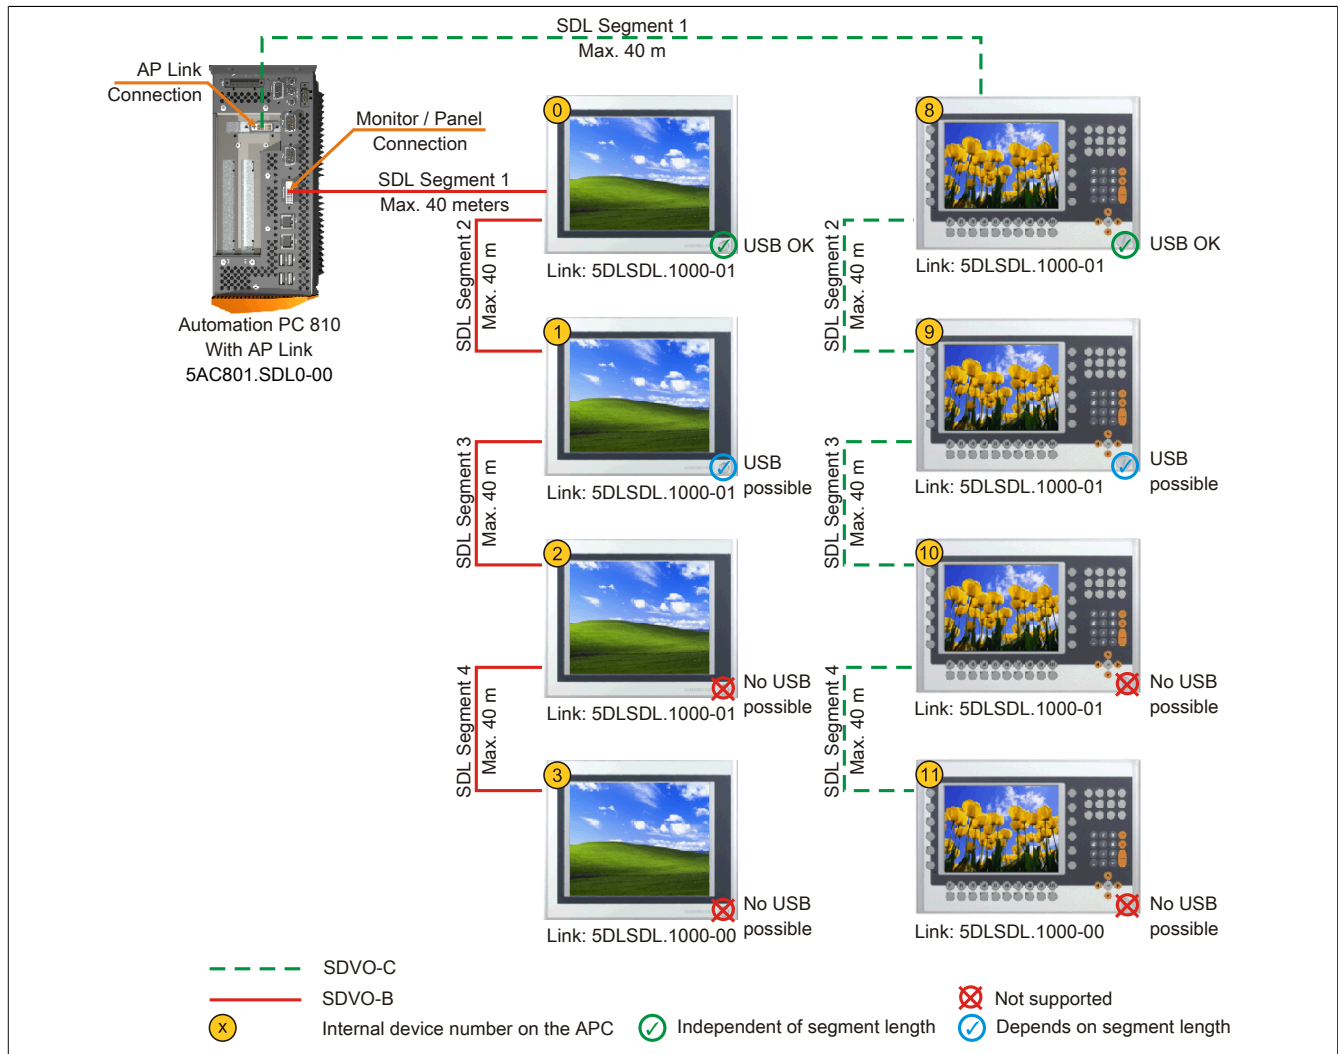 SDL Segment 1
Max. 40 m
AP Link
Connection
Monitor / Panel
Connection
SDL Segment 1
Max. 40 meters
Automation PC 810
With AP Link
5AC801.SDL0-00
0
USB OK
Link: 5DLSDL.1000-01
SDL Segment 2
Max. 40 m
1
USB
possible
Link: 5DLSDL.1000-01
SDL Segment 3
Max. 40 m
2
No USB
possible
Link: 5DLSDL.1000-01
SDL Segment 4
Max. 40 m
3
No USB
possible
Link: 5DLSDL.1000-00
8
USB OK
Link: 5DLSDL.1000-01
SDL Segment 2
Max. 40 m
9
USB
possible
Link: 5DLSDL.1000-01
SDL Segment 3
Max. 40 m
10
No USB
possible
Link: 5DLSDL.1000-01
SDL Segment 4
Max. 40 m
11
No USB
possible
Link: 5DLSDL.1000-00
SDVO-C
SDVO-B
Not supported
x
Internal device number on the APC
Independent of segment length
Depends on segment length